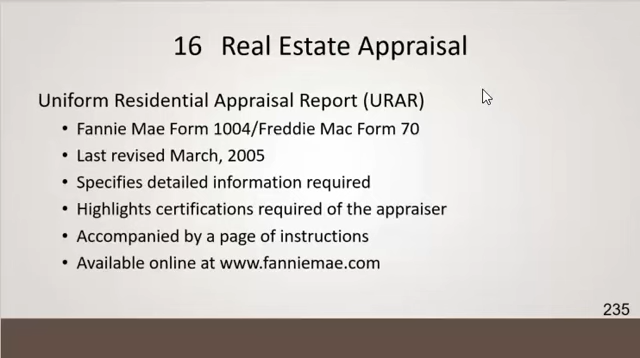 16 Real Estate Appraisal
Uniform Residential Appraisal Report (URAR)
• Fannie Mae Form 1004/Freddie Mac Form 70
• Last revised March, 2005
• Specifies detailed information required
• Highlights certifications required of the appraiser
• Accompanied by a page of instructions
• Available online at www.fanniemae.com
235